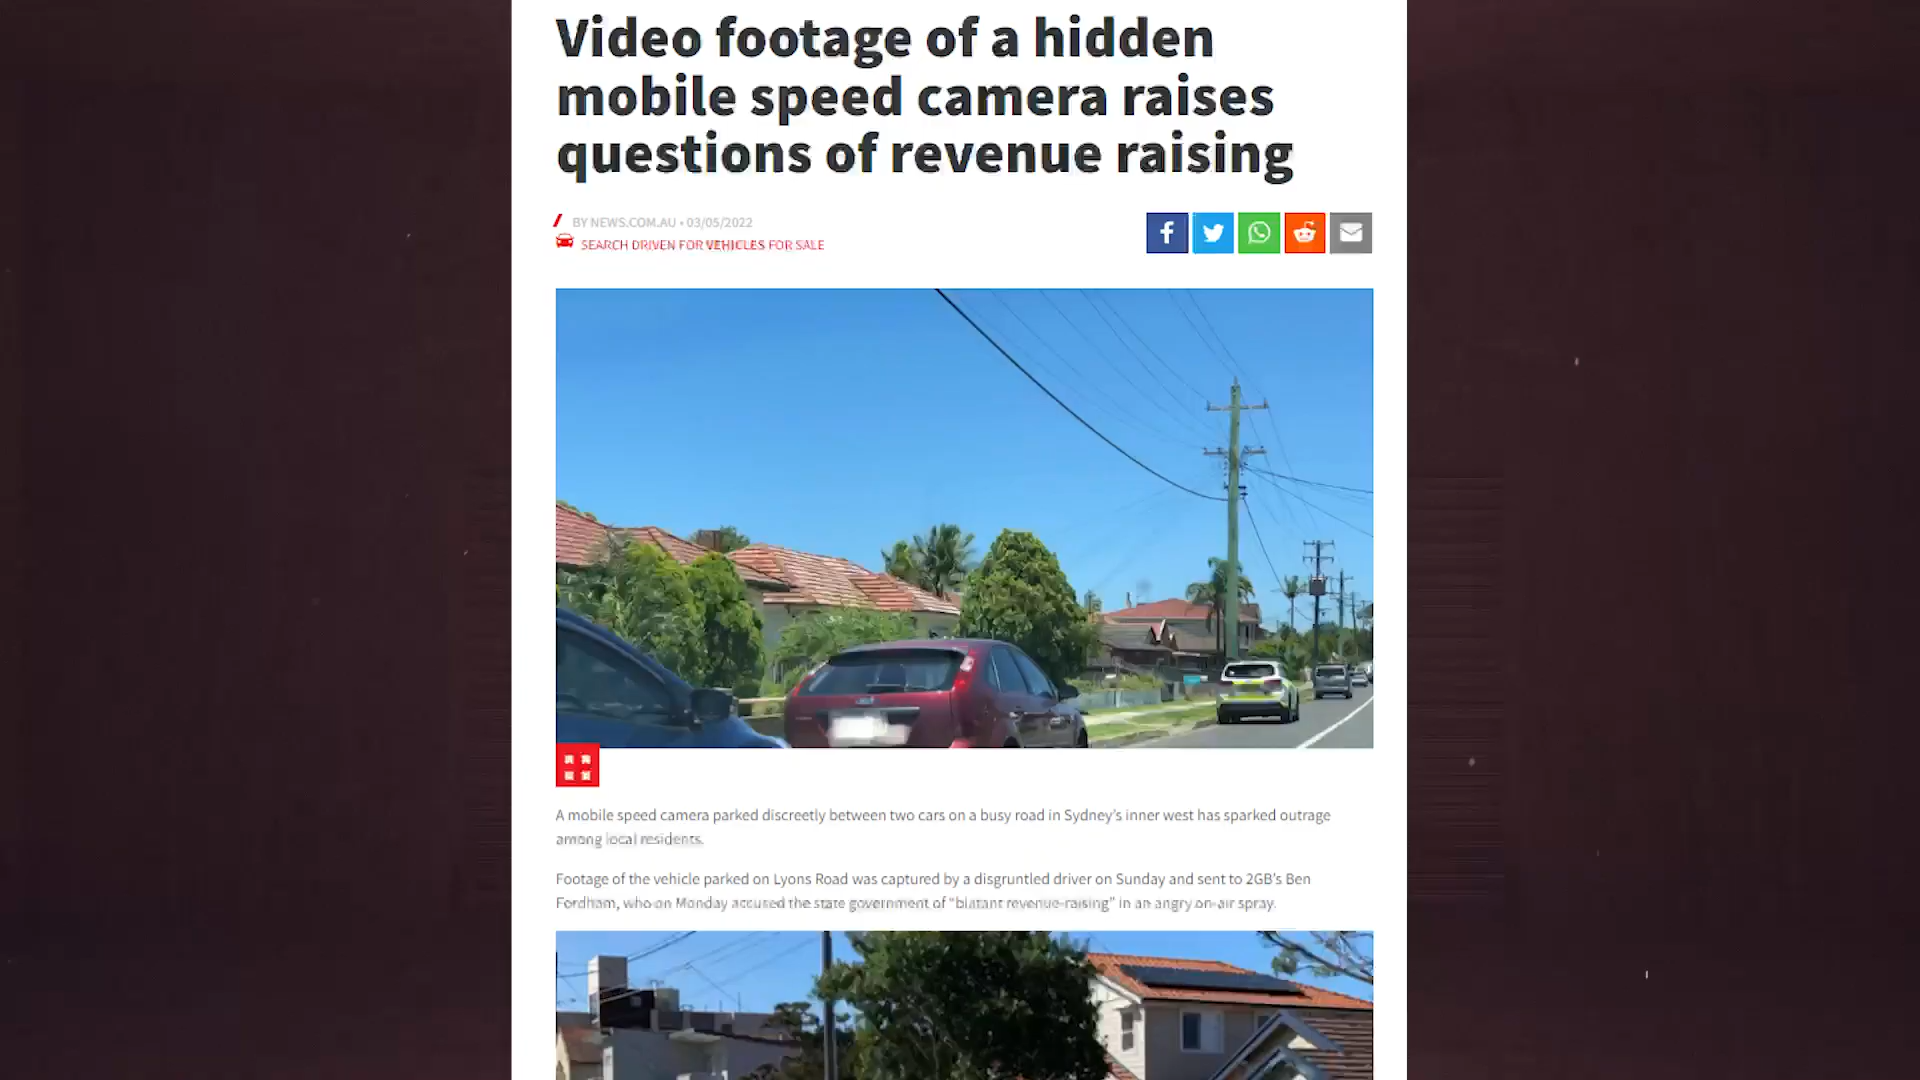 Video footage of a hidden
mobile speed camera raises
questions of revenue raising
BY NEWS.COM.AU • 03/05/2022
SEARCH DRIVEN FOR VEHICLES FOR SALE
A mobile speed camera parked discreetly between two cars on a busy road in Sydney's inner west has sparked outrage
among local residents.
Footage of the vehicle parked on Lyons Road was captured by a disgruntled driver on Sunday and sent to 2GB's Ben
Fordham, who on Monday accused the state government of "blatant revenue-raising" in an angry on-air spray.